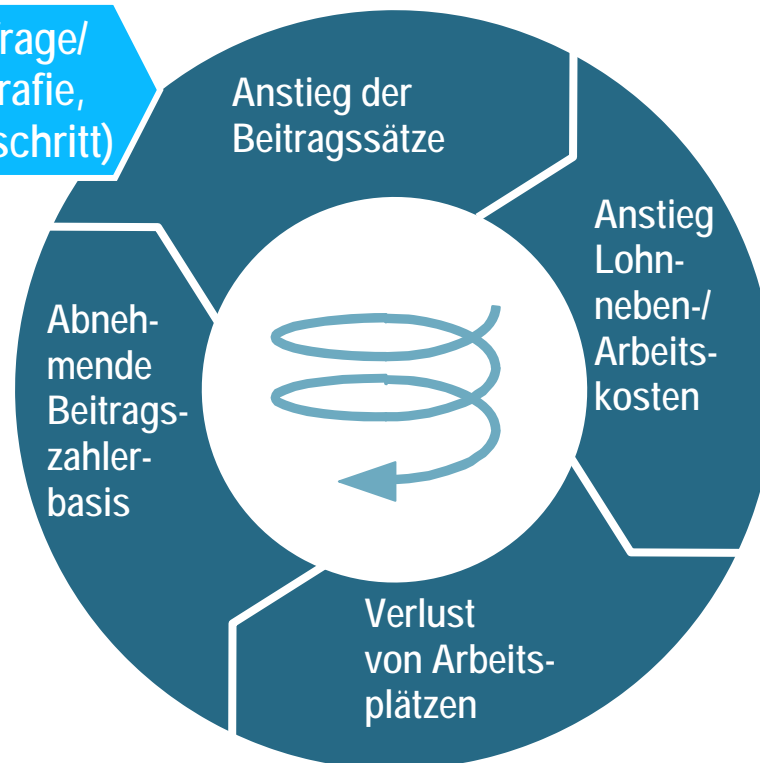 rage/
rafie,
schritt)
Anstieg der
Beitragssätze
Anstieg
Lohn-
neben-/
Arbeits-
kosten
Verlust
von Arbeits-
plätzen
Abneh-
mende
Beitrags-
zahler-
basis